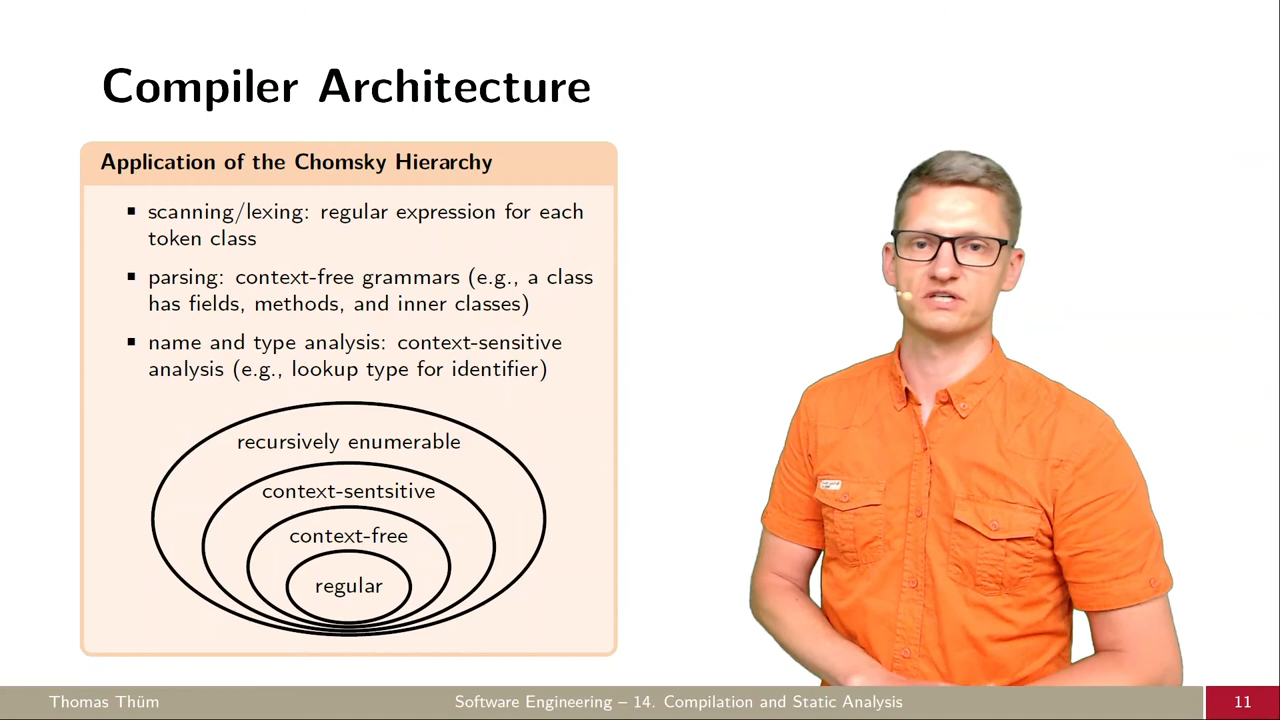 Compiler Architecture
Application of the Chomsky Hierarchy
▪ scanning/lexing: regular expression for each
token class
▪ parsing: context-free grammars (e.g., a class
has fields, methods, and inner classes)
▪ name and type analysis: context-sensitive
analysis (e.g., lookup type for identifier)
recursively enumerable
context-sentsitive
context-free
regular
Thomas Thüm
Software Engineering – 14. Compilation and Static Analysis
11